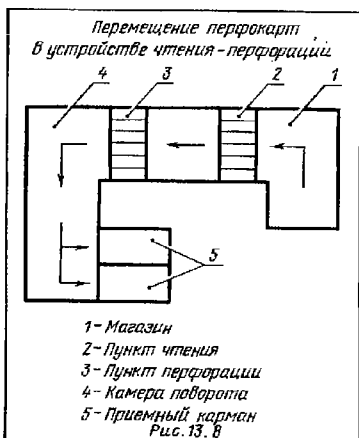 Перемещение перфокарт
в устройстве чтения-перфораций
4 3 2 1
5
1- Магазин
2- Пункт чтения
3- Пункт перфорации
4- Камера поворота
5- Приемный карман
Рис. 13.8